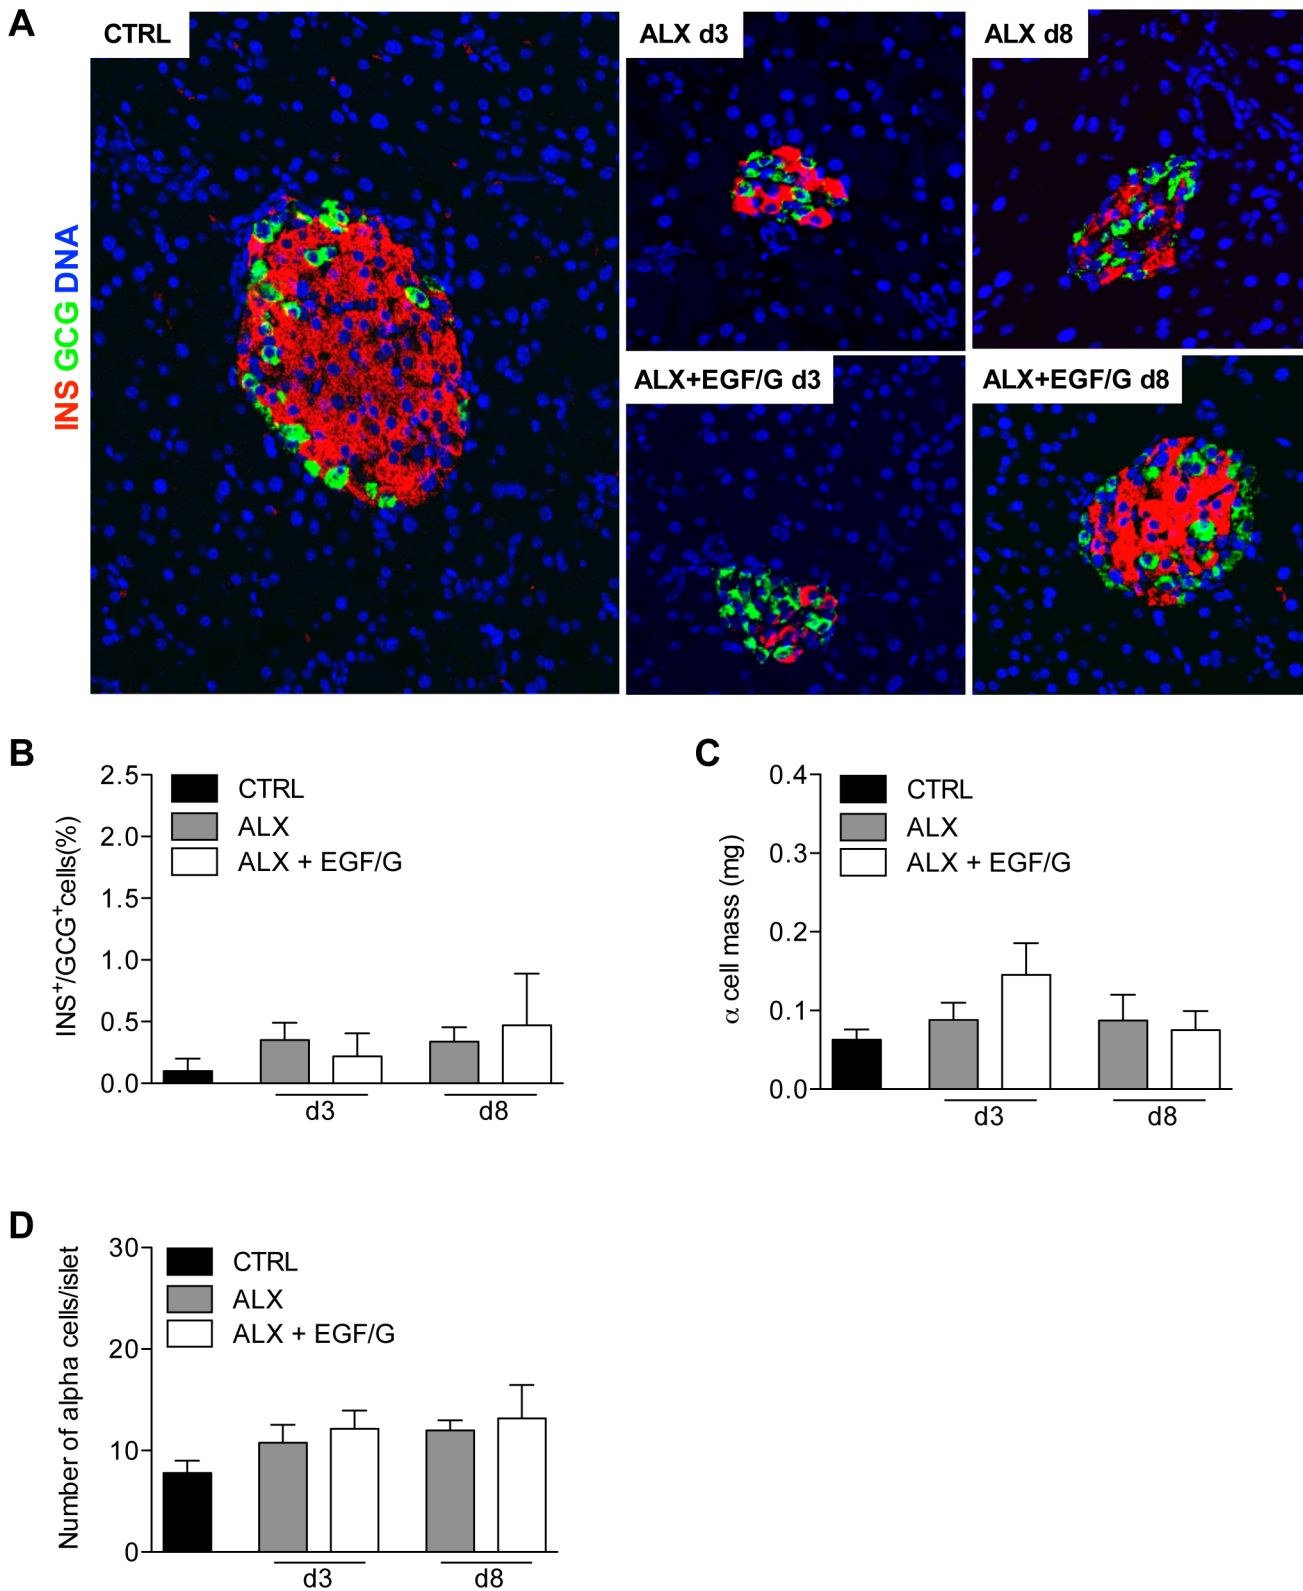 A
CTRL
ALX d3
ALX d8
INS GCG DNA
ALX+EGF/G d3
ALX+EGF/G d8
B
INS+/GCG+cells(%)
2.5
2.0
1.5
1.0
0.5
0.0
CTRL
ALX
ALX + EGF/G
d3
d8
C
α cell mass (mg)
0.4
0.3
0.2
0.1
0.0
CTRL
ALX
ALX + EGF/G
d3
d8
D
Number of alpha cells/islet
30
20
10
0
CTRL
ALX
ALX + EGF/G
d3
d8